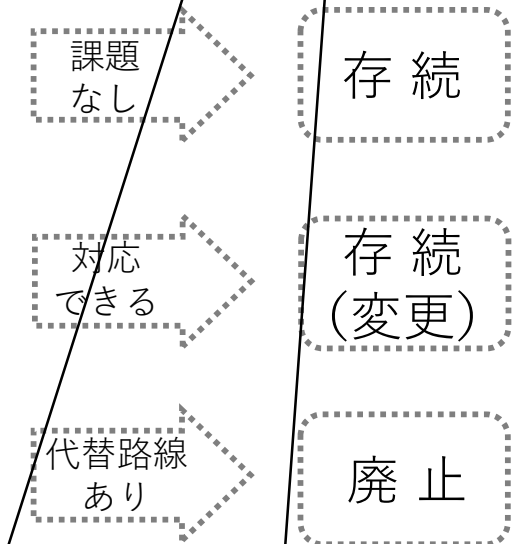 課題
なし
存 続
対応
できる
存 続
(変更)
代替路線
あり
廃 止